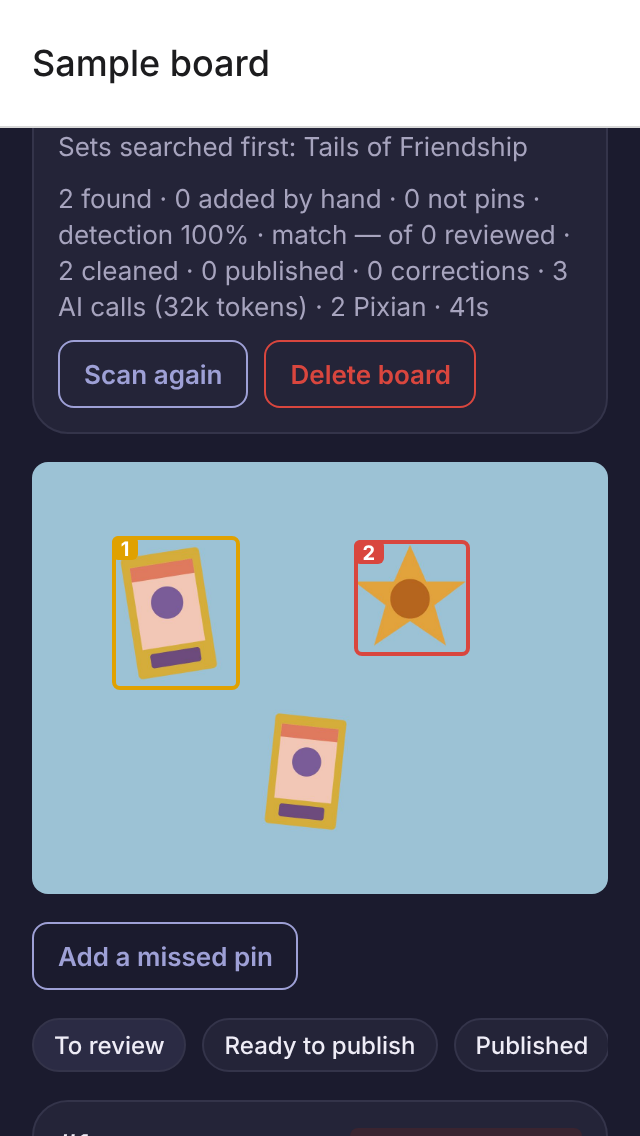 Sample board
Sets searched first: Tails of Friendship
2 found · 0 added by hand · 0 not pins ·
detection 100% · match — of 0 reviewed ·
2 cleaned · 0 published · 0 corrections · 3
AI calls (32k tokens) · 2 Pixian · 41s
Scan again
Delete board
1
2
Add a missed pin
To review
Ready to publish
Published